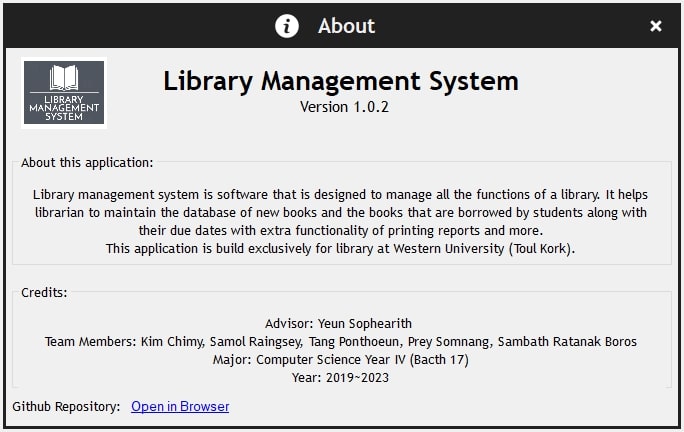 About
LIBRARY
MANAGEMENT
SYSTEM
Library Management System
Version 1.0.2
About this application:
Library management system is software that is designed to manage all the functions of a library. It helps
librarian to maintain the database of new books and the books that are borrowed by students along with
their due dates with extra functionality of printing reports and more.
This application is build exclusively for library at Western University (Toul Kork).
Credits:
Advisor: Yeun Sophearith
Team Members: Kim Chimy, Samol Raingsey, Tang Ponthoeun, Prey Somnang, Sambath Ratanak Boros
Major: Computer Science Year IV (Bacth 17)
Year: 2019~2023
Github Repository: Open in Browser